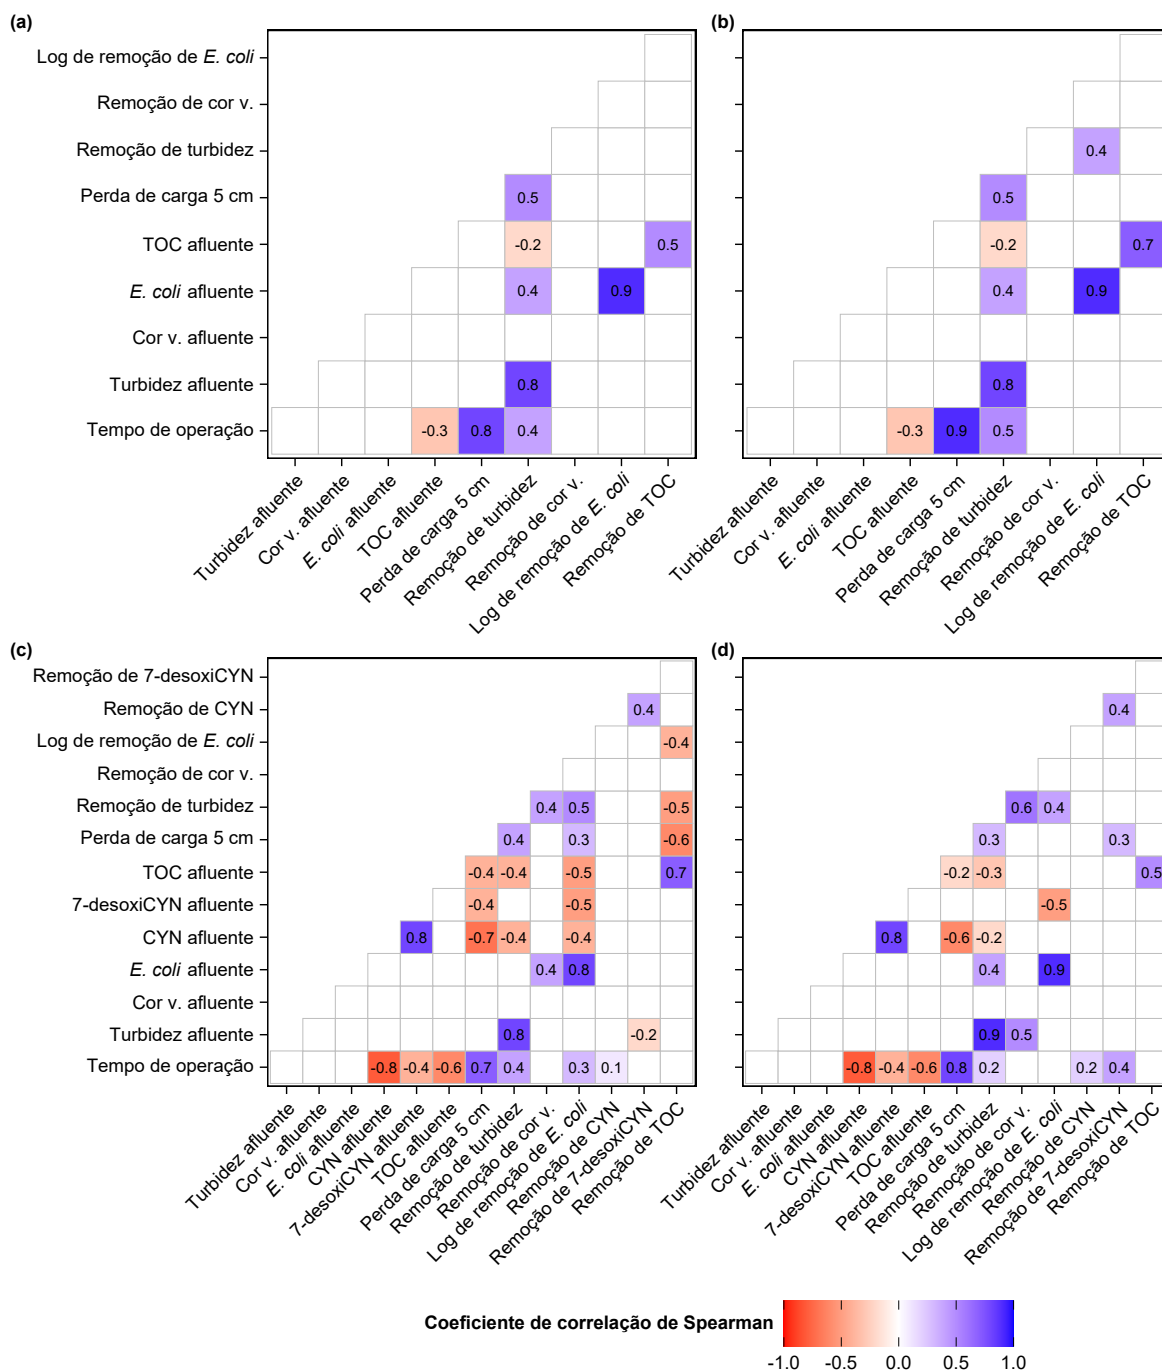 (a)
Log de remoção de E. coli
Remoção de cor v.
Remoção de turbidez
Perda de carga 5 cm 0.5
TOC afluente -0.2 0.5
E. coli afluente 0.4 0.9
Cor v. afluente
Turbidez afluente 0.8
Tempo de operação -0.3 0.8 0.4
Turbidez afluente
Cor v. afluente
E. coli afluente
TOC afluente
Perda de carga 5 cm
Remoção de turbidez
Remoção de cor v.
Log de remoção de E. coli
Remoção de TOC
(b)
0.4
0.5
-0.2 0.7
0.4 0.9
0.8
-0.3 0.9 0.5
Turbidez afluente
Cor v. afluente
E. coli afluente
TOC afluente
Perda de carga 5 cm
Remoção de turbidez
Remoção de cor v.
Log de remoção de E. coli
Remoção de TOC
(c)
Remoção de 7-desoxiCYN
Remoção de CYN 0.4
Log de remoção de E. coli -0.4
Remoção de cor v.
Remoção de turbidez 0.4 0.5 -0.5
Perda de carga 5 cm 0.4 0.3 -0.6
TOC afluente -0.4 -0.4 -0.5 0.7
7-desoxiCYN afluente -0.4 -0.5
CYN afluente 0.8 -0.7 -0.4 -0.4
E. coli afluente 0.4 0.8
Cor v. afluente
Turbidez afluente 0.8 -0.2
Tempo de operação -0.8 -0.4 -0.6 0.7 0.4 0.3 0.1
Turbidez afluente
Cor v. afluente
E. coli afluente
CYN afluente
7-desoxiCYN afluente
TOC afluente
Perda de carga 5 cm
Remoção de turbidez
Remoção de cor v.
Log de remoção de E. coli
Remoção de CYN
Remoção de 7-desoxiCYN
Remoção de TOC
(d)
0.4
0.6 0.4
0.3 0.3
-0.2 -0.3 0.5
-0.5
0.8 -0.6 -0.2
0.4 0.9
0.9 0.5
-0.8 -0.4 -0.6 0.8 0.2 0.2 0.4
Turbidez afluente
Cor v. afluente
E. coli afluente
CYN afluente
7-desoxiCYN afluente
TOC afluente
Perda de carga 5 cm
Remoção de turbidez
Remoção de cor v.
Log de remoção de E. coli
Remoção de CYN
Remoção de 7-desoxiCYN
Remoção de TOC
Coeficiente de correlação de Spearman
-1.0 -0.5 0.0 0.5 1.0